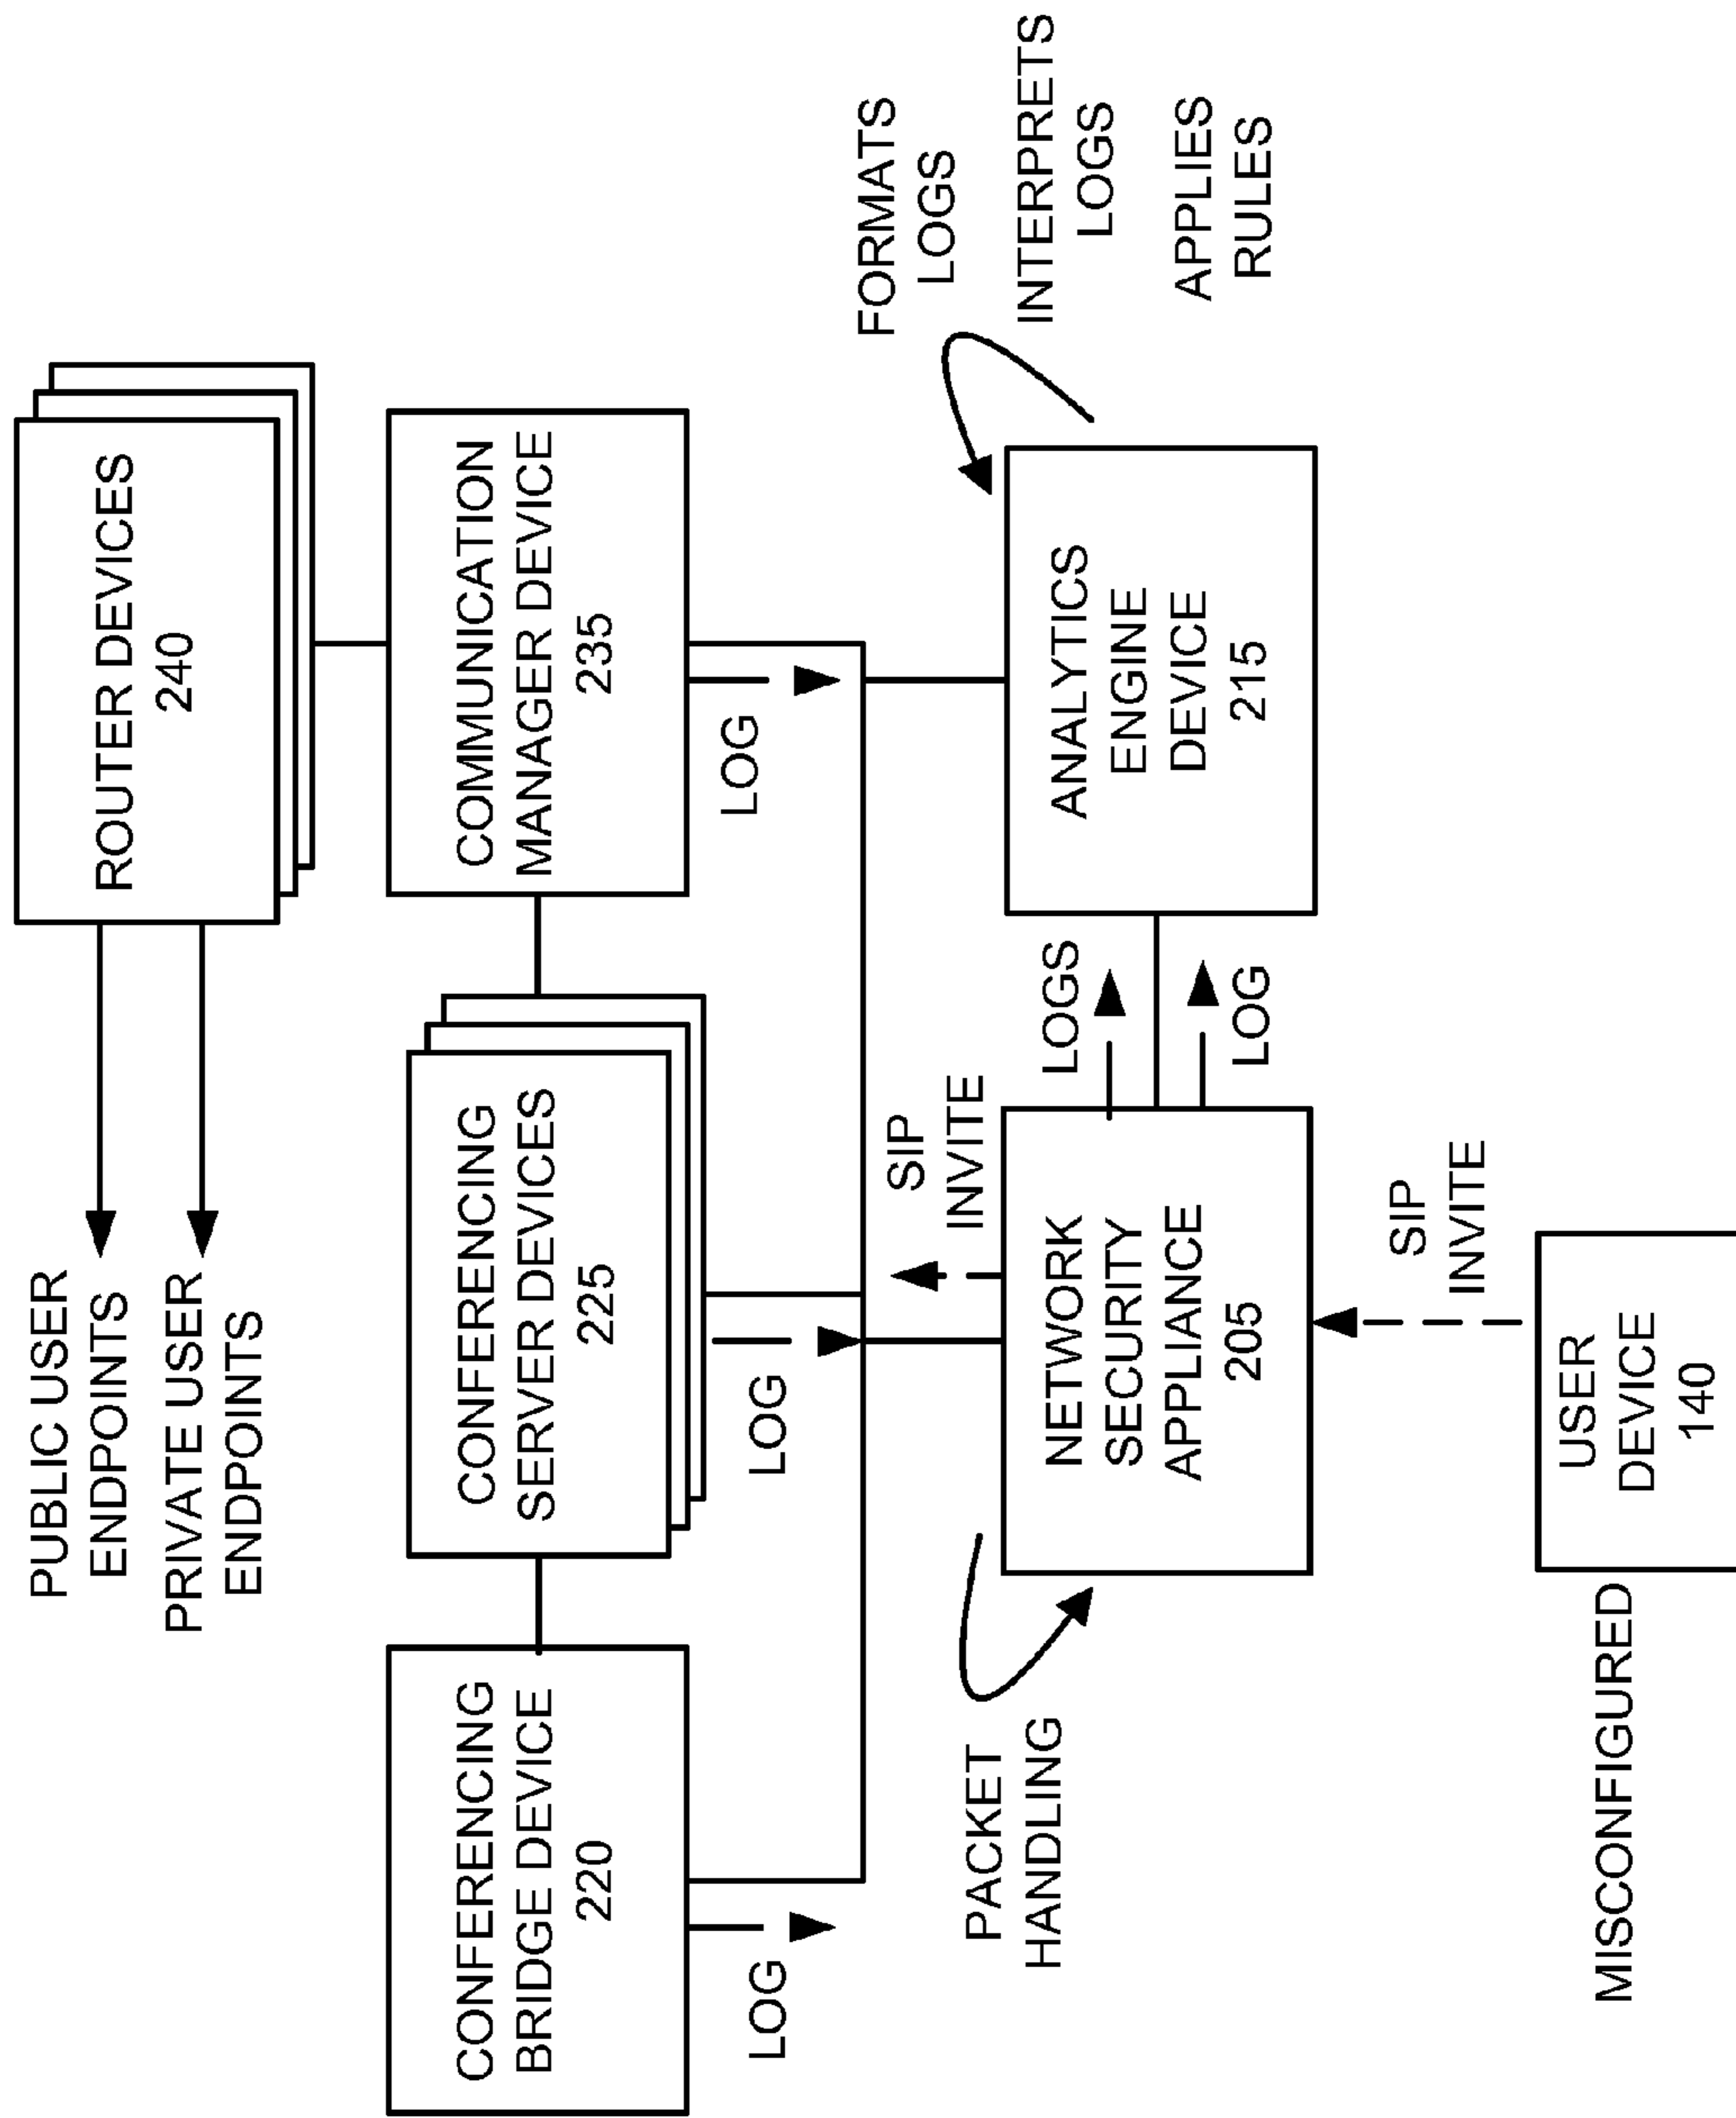 PUBLIC USER
ENDPOINTS
PRIVATE USER
ENDPOINTS
ROUTER DEVICES
240
CONFERENCING
BRIDGE DEVICE
220
CONFERENCING
SERVER DEVICES
225
COMMUNICATION
MANAGER DEVICE
235
LOG
LOG
LOG
PACKET
HANDLING
SIP
INVITE
NETWORK
SECURITY
APPLIANCE
205
LOGS
LOG
ANALYTICS
ENGINE
DEVICE
215
FORMATS
LOGS
INTERPRETS
LOGS
APPLIES
RULES
SIP
INVITE
MISCONFIGURED
USER
DEVICE
140